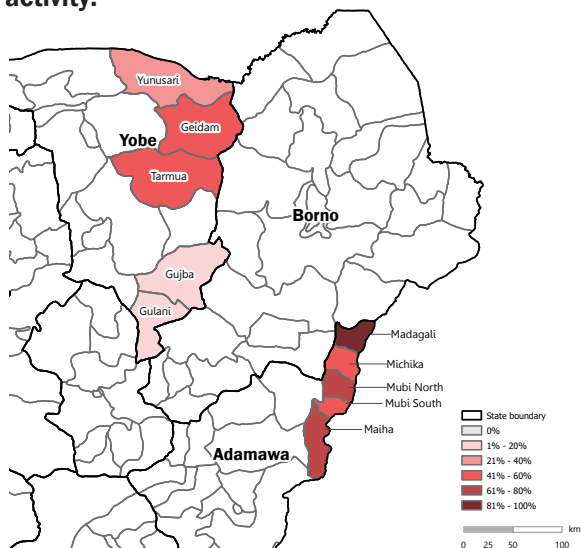 activity.
Yunusari
Geidam
Yobe
Tarmua
Borno
Gujba
Gulani
Madagali
Michika
Mubi North
Mubi South
Maiha
Adamawa
State boundary
0%
1% - 20%
21% - 40%
41% - 60%
61% - 80%
81% - 100%
km
0 25 50 100